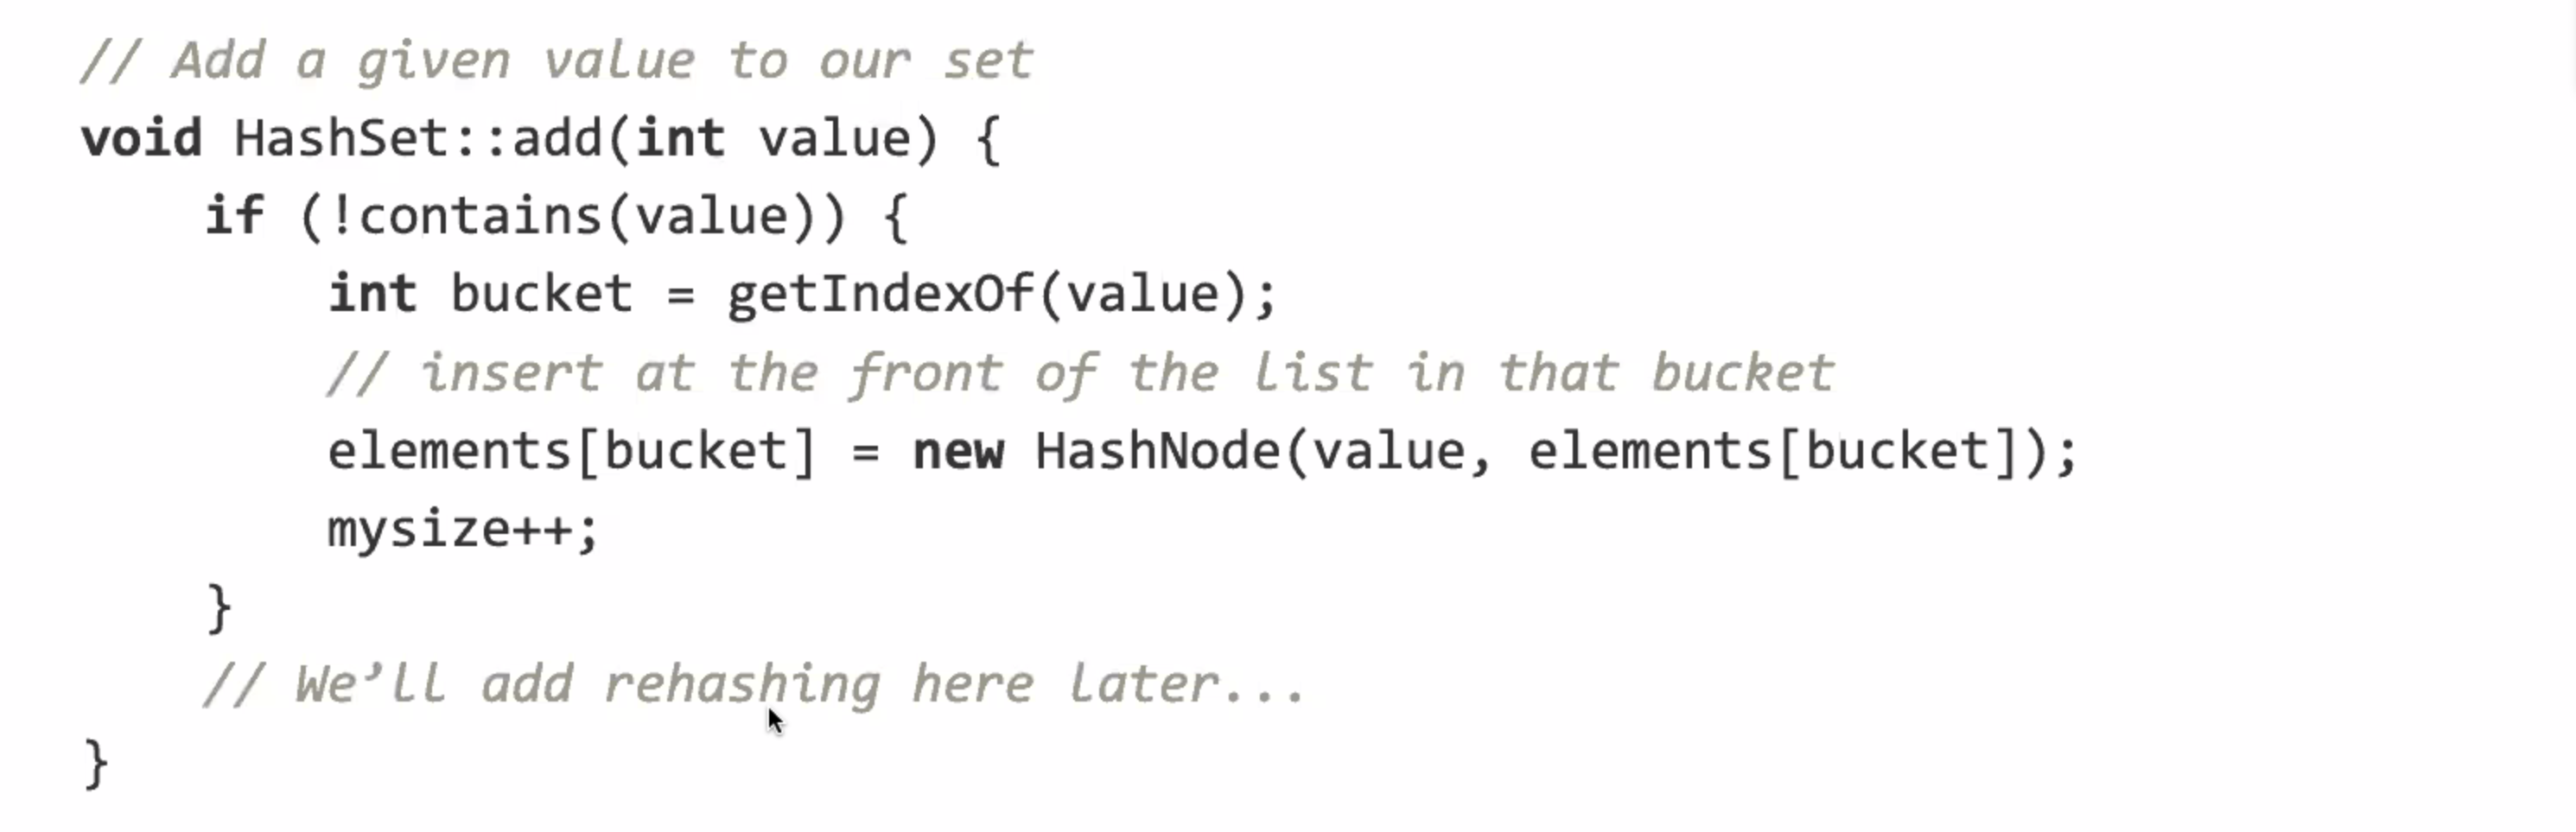 // Add a given value to our set
void HashSet::add(int value) {
    if (!contains(value)) {
        int bucket = getIndexOf(value);
        // insert at the front of the list in that bucket
        elements[bucket] = new HashNode(value, elements[bucket]);
        mysize++;
    }
    // We’ll add rehashing here later...
}